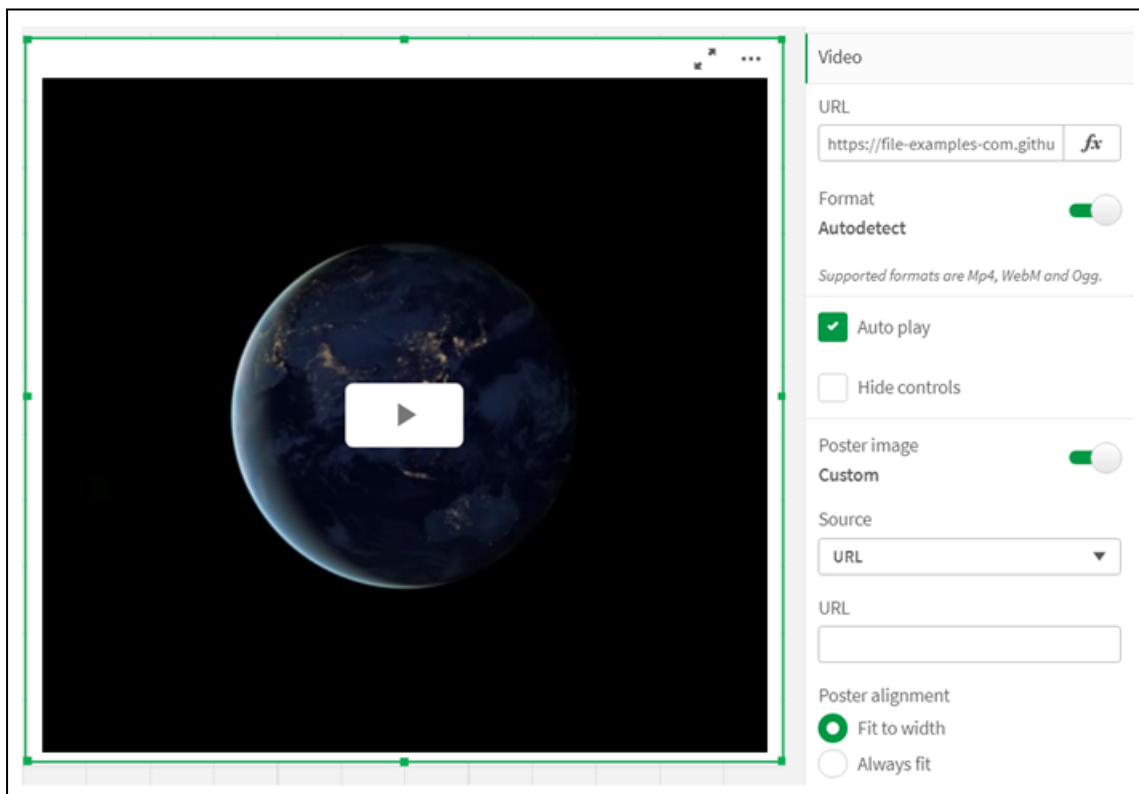 Video
URL
https://file-examples-com.githu
fx
Format
Autodetect
Supported formats are Mp4, WebM and Ogg.
Auto play
Hide controls
Poster image
Custom
Source
URL
URL
Poster alignment
Fit to width
Always fit